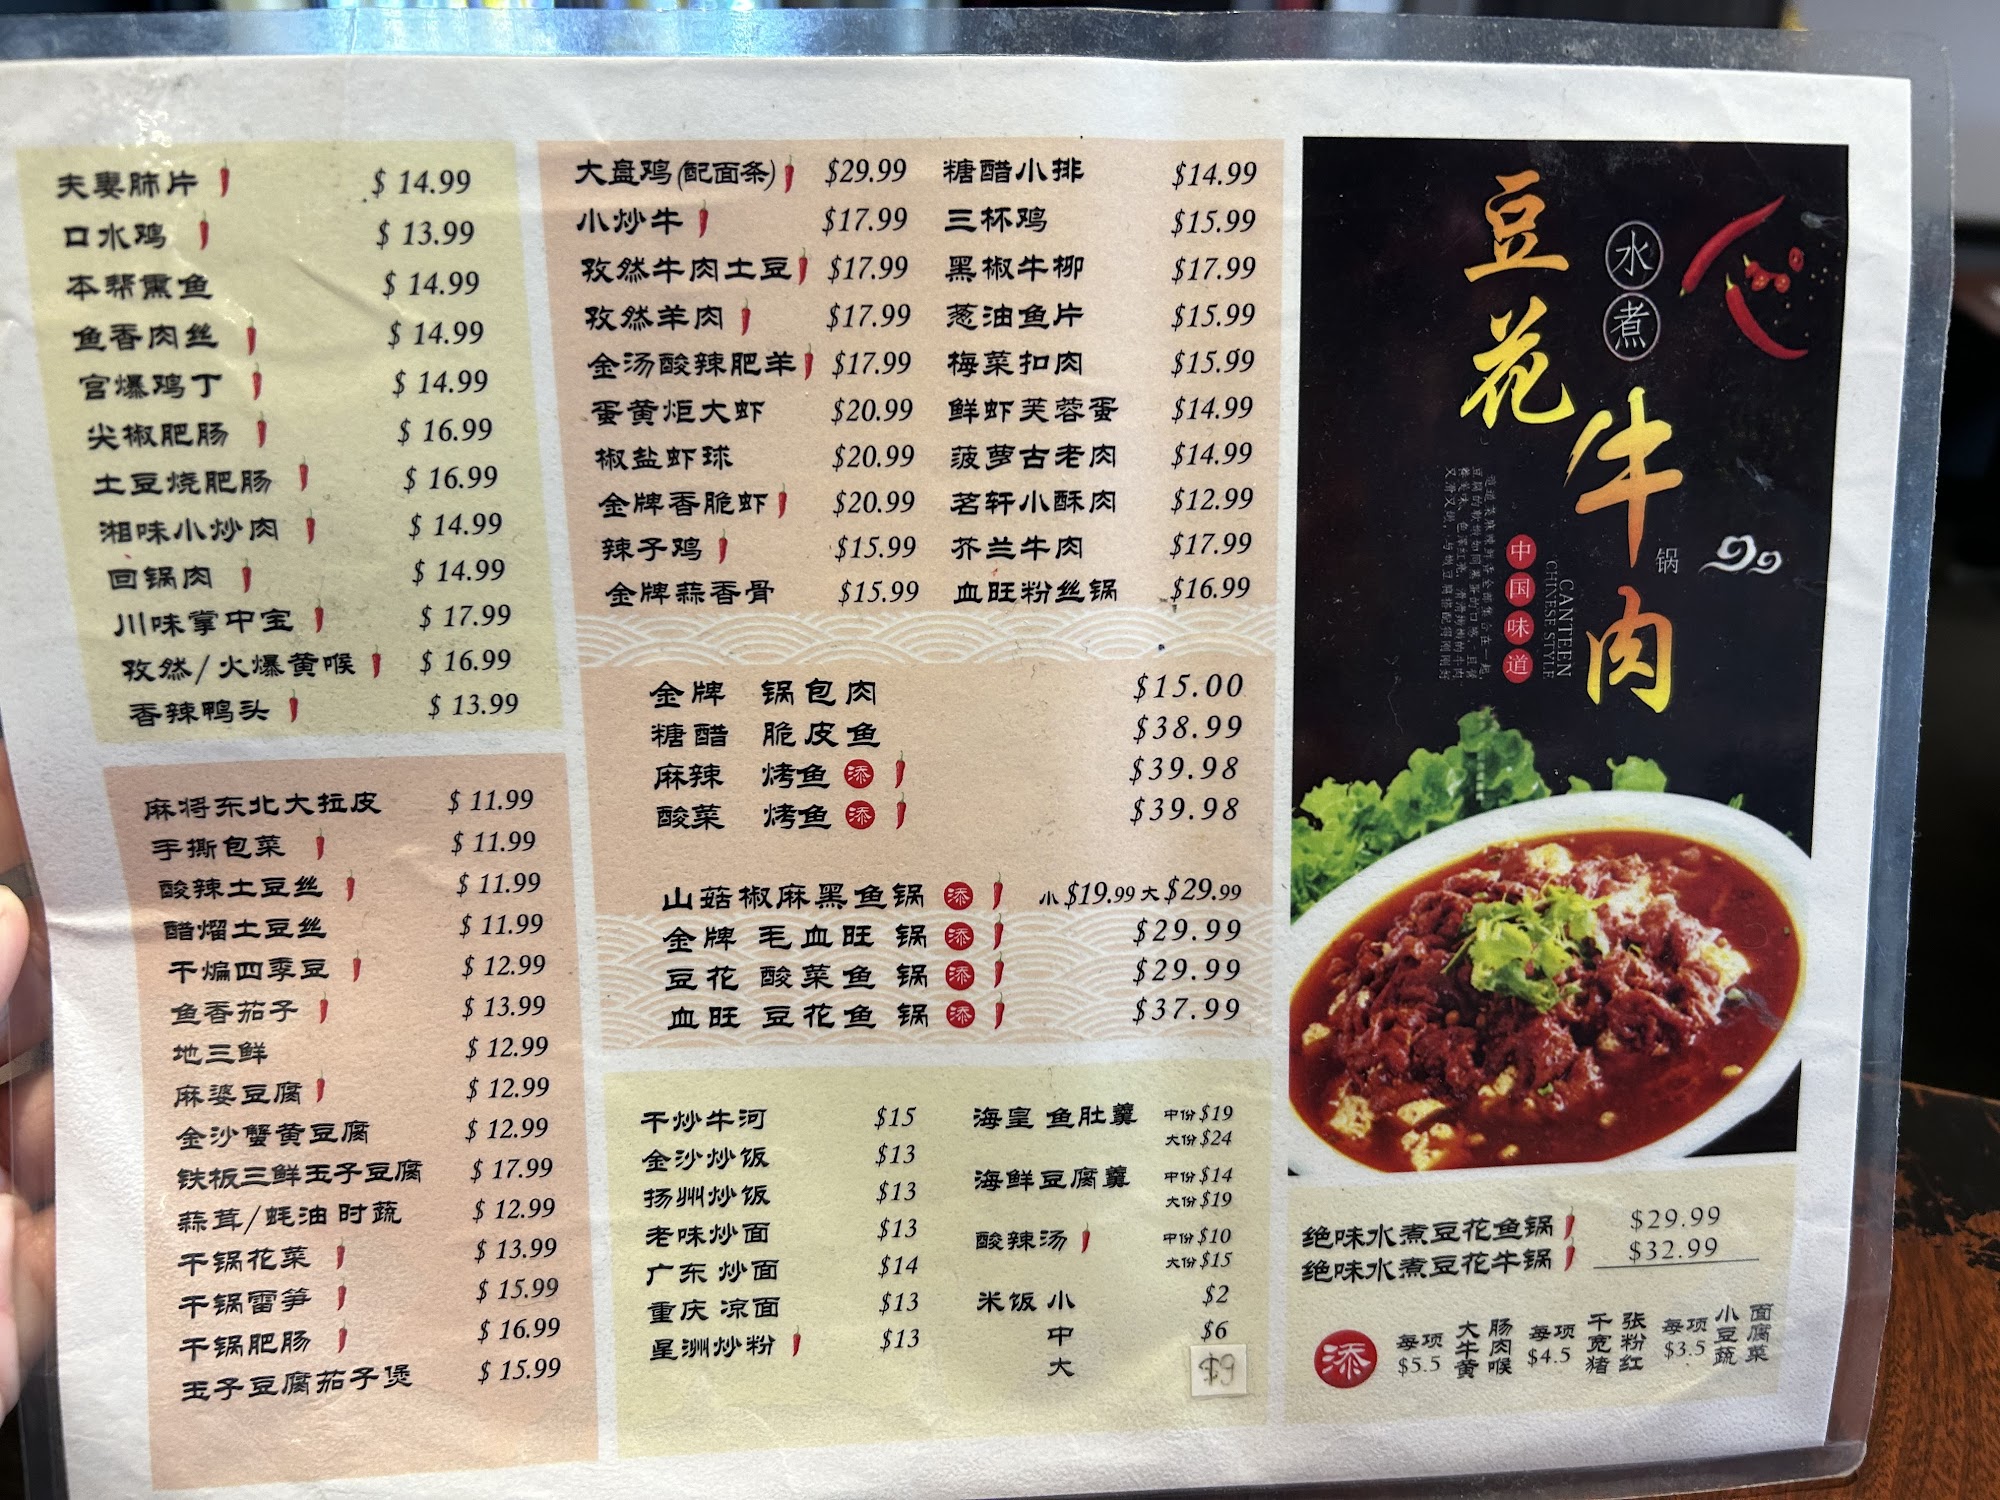 夫妻肺片 $ 14.99
口水鸡 $ 13.99
本帮熏鱼 $ 14.99
鱼香肉丝 $ 14.99
宫爆鸡丁 $ 14.99
尖椒肥肠 $ 16.99
土豆烧肥肠 $ 16.99
湘味小炒肉 $ 14.99
回锅肉 $ 14.99
川味掌中宝 $ 17.99
孜然/火爆黄喉 $ 16.99
香辣鸭头 $ 13.99
麻将东北大拉皮 $ 11.99
手撕包菜 $ 11.99
酸辣土豆丝 $ 11.99
醋熘土豆丝 $ 11.99
干煸四季豆 $ 12.99
鱼香茄子 $ 13.99
地三鲜 $ 12.99
麻婆豆腐 $ 12.99
金沙蟹黄豆腐 $ 12.99
铁板三鲜玉子豆腐 $ 17.99
蒜茸/蚝油时蔬 $ 12.99
干锅花菜 $ 13.99
干锅雷笋 $ 15.99
干锅肥肠 $ 16.99
玉子豆腐茄子煲 $ 15.99
大盘鸡(配面条) $29.99
小炒牛 $17.99
孜然牛肉土豆 $17.99
孜然羊肉 $17.99
金汤酸辣肥羊 $17.99
蛋黄炬大虾 $20.99
椒盐虾球 $20.99
金牌香脆虾 $20.99
辣子鸡 $15.99
金牌蒜香骨 $15.99
糖醋小排 $14.99
三杯鸡 $15.99
黑椒牛柳 $17.99
葱油鱼片 $15.99
梅菜扣肉 $15.99
鲜虾芙蓉蛋 $14.99
菠萝古老肉 $14.99
茗轩小酥肉 $12.99
芥兰牛肉 $17.99
血旺粉丝锅 $16.99
金牌 锅包肉 $15.00
糖醋 脆皮鱼 $38.99
麻辣 烤鱼 添 $39.98
酸菜 烤鱼 添 $39.98
山菇椒麻黑鱼锅 添 小 $19.99 大 $29.99
金牌 毛血旺 锅 添 $29.99
豆花 酸菜鱼 锅 添 $29.99
血旺 豆花鱼 锅 添 $37.99
干炒牛河 $15
金沙炒饭 $13
扬州炒饭 $13
老味炒面 $13
广东 炒面 $14
重庆 凉面 $13
星洲炒粉 $13
海皇 鱼肚羹 中份 $19
大份 $24
海鲜豆腐羹 中份 $14
大份 $19
酸辣汤 中份 $10
大份 $15
米饭 小 $2
中 $6
大 $9
水煮
豆花
牛肉
锅
中国味道
CANTEEN
CHINESE STYLE
绝味水煮豆花鱼锅 $29.99
绝味水煮豆花牛锅 $32.99
添
每项 $5.5 大肠 牛肉 黄喉
每项 $4.5 千张 宽粉 猪红
每项 $3.5 小面 豆腐 蔬菜